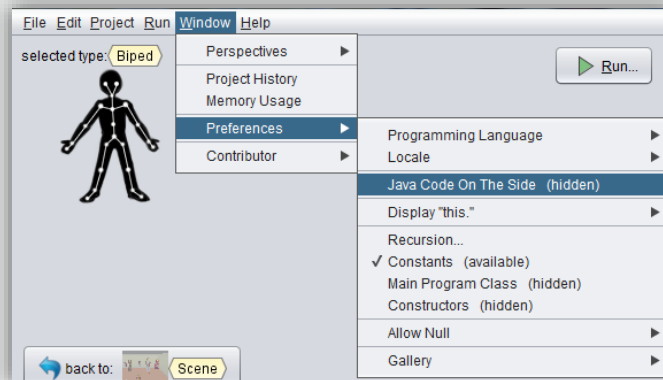 File Edit Project Run Window Help
selected type: Biped
Perspectives
Project History
Memory Usage
Preferences
Contributor
Run...
Programming Language
Locale
Java Code On The Side (hidden)
Display "this."
Recursion...
✓ Constants (available)
Main Program Class (hidden)
Constructors (hidden)
Allow Null
Gallery
back to: Scene